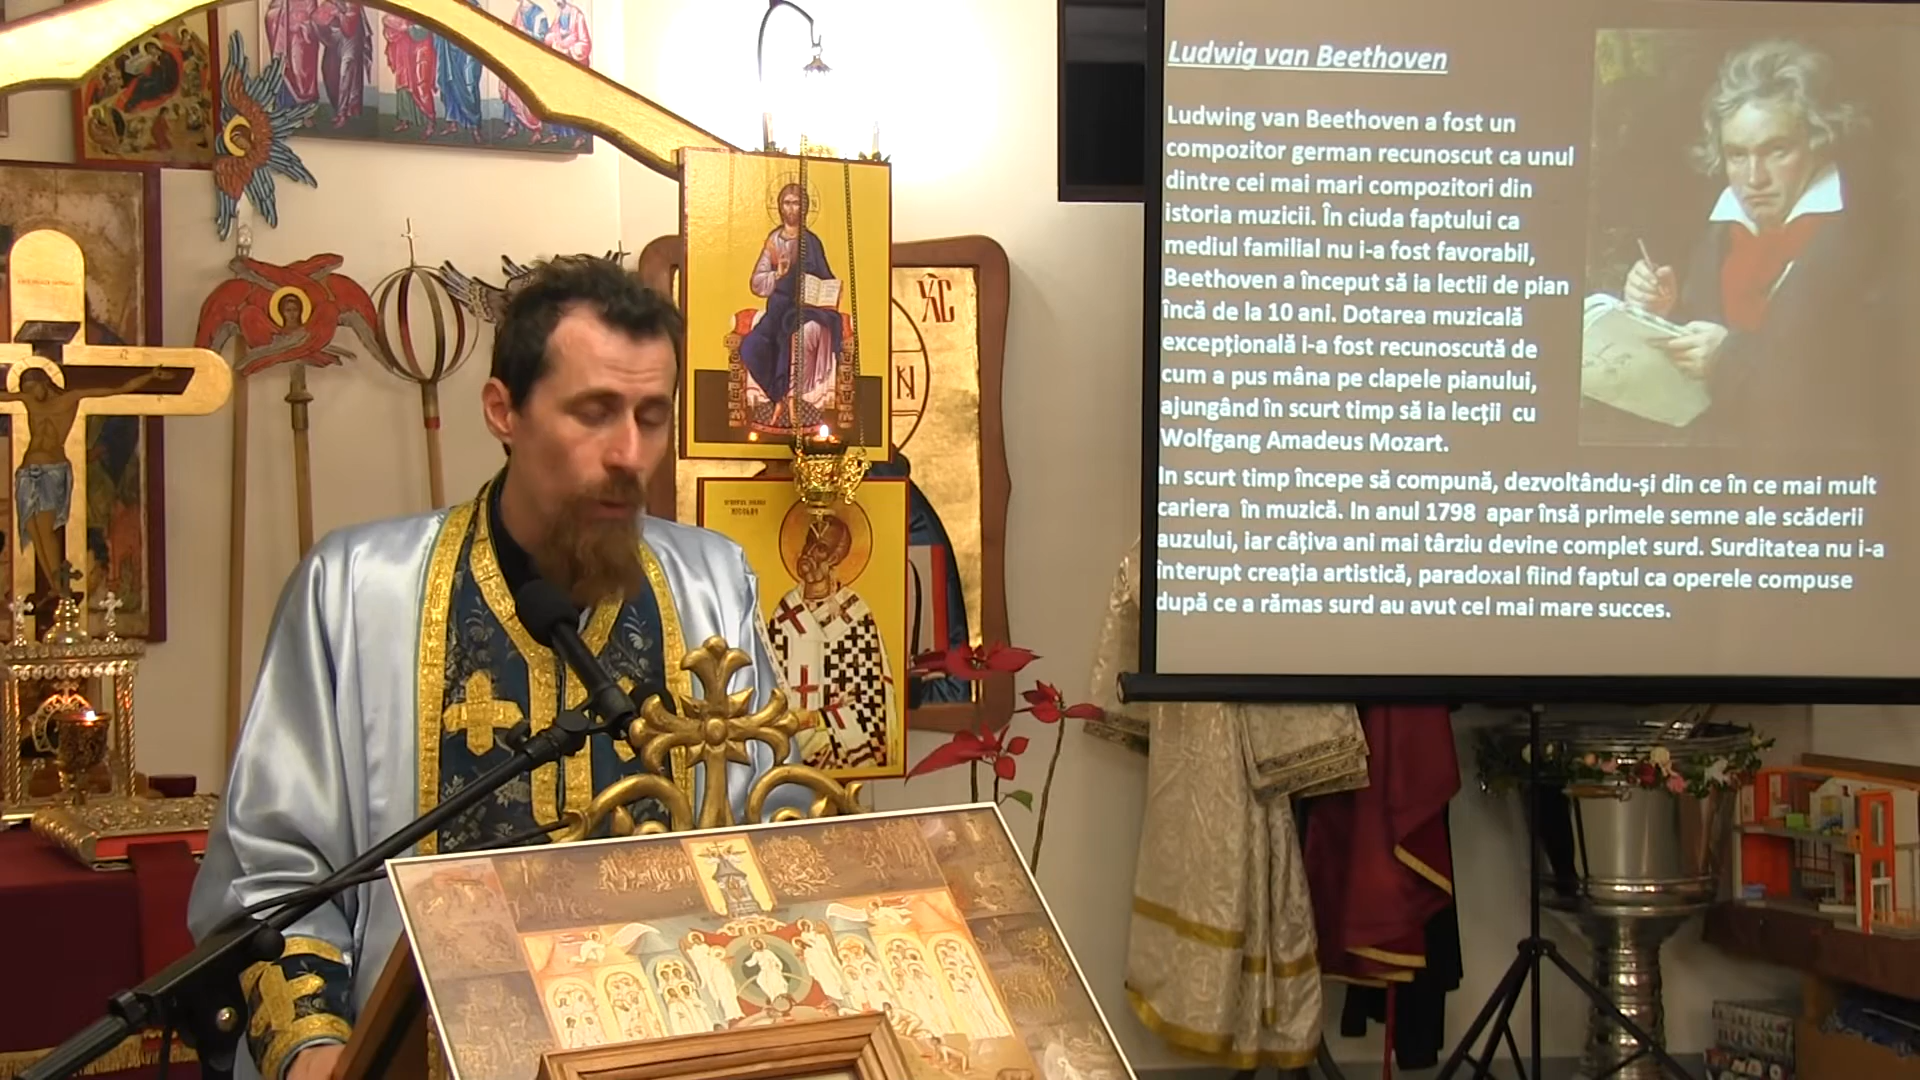 Ludwig van Beethoven
Ludwing van Beethoven a fost un
compozitor german recunoscut ca unul
dintre cei mai mari compozitori din
istoria muzicii. În ciuda faptului ca
mediul familial nu i-a fost favorabil,
Beethoven a început să ia lectii de pian
încă de la 10 ani. Dotarea muzicală
excepțională i-a fost recunoscută de
cum a pus mâna pe clapele pianului,
ajungând în scurt timp să ia lecții cu
Wolfgang Amadeus Mozart.
In scurt timp începe să compună, dezvoltându-și din ce în ce mai mult
cariera în muzică. In anul 1798 apar însă primele semne ale scăderii
auzului, iar câțiva ani mai târziu devine complet surd. Surditatea nu i-a
înterupt creația artistică, paradoxal fiind faptul ca operele compuse
după ce a rămas surd au avut cel mai mare succes.